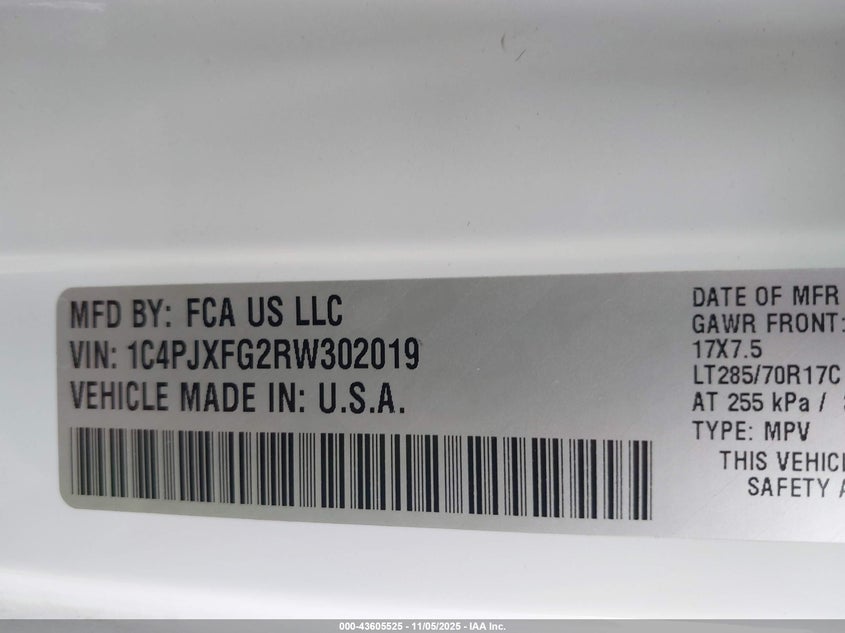 MFD BY: FCA US LLC
VIN: 1C4PJXFG2RW302019
VEHICLE MADE IN: U.S.A.
DATE OF MFR
GAWR FRONT:
17X7.5
LT285/70R17C
AT 255 kPa /
TYPE: MPV
THIS VEHICL
SAFETY A
000-43605525 - 11/05/2025 - IAA Inc.